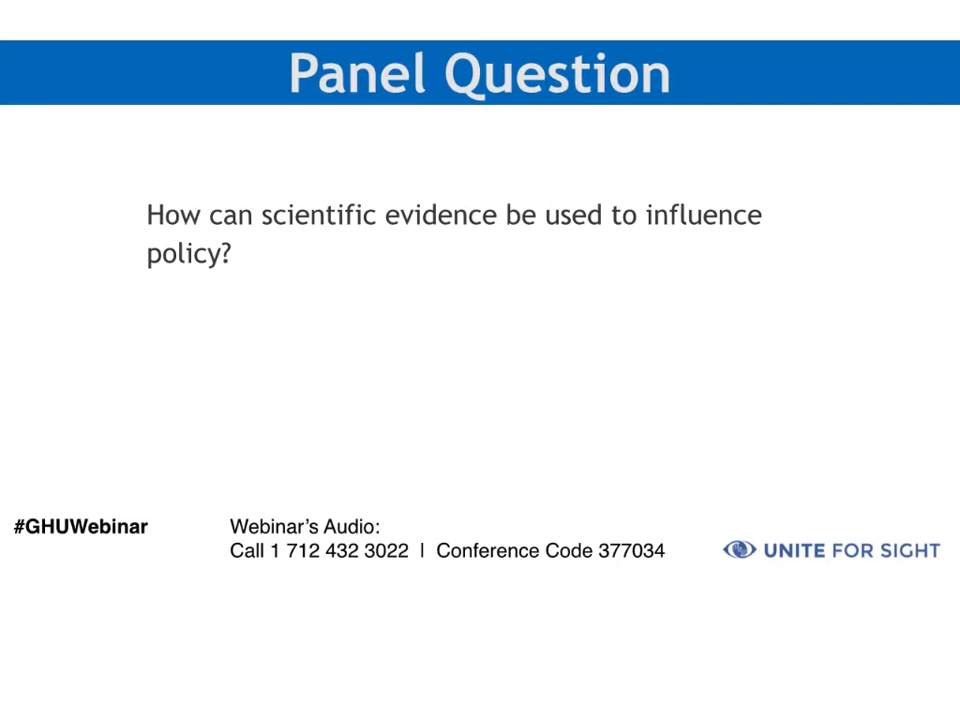 Panel Question
How can scientific evidence be used to influence
policy?
#GHUWebinar
Webinar's Audio:
Call 1 712 432 3022 | Conference Code 377034
UNITE FOR SIGHT